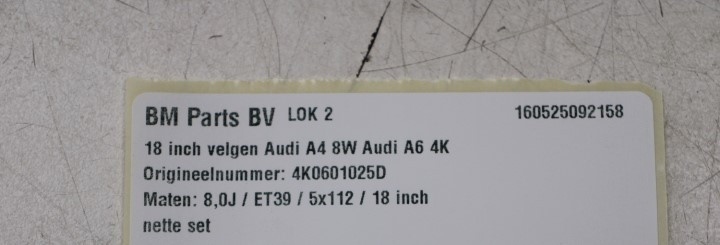 BM Parts BV LOK 2 160525092158
18 inch velgen Audi A4 8W Audi A6 4K
Origineelnummer: 4K0601025D
Maten: 8,0J / ET39 / 5x112 / 18 inch
nette set